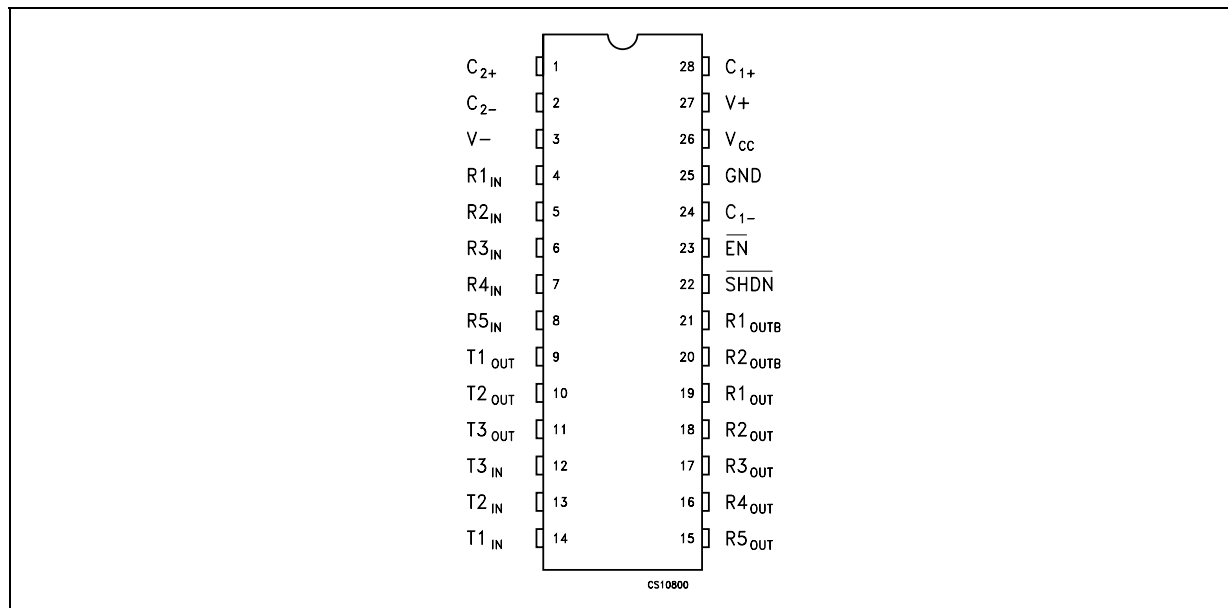 C2+ 1 28 C1+
C2− 2 27 V+
V− 3 26 VCC
R1IN 4 25 GND
R2IN 5 24 C1−
R3IN 6 23 E̅N̅
R4IN 7 22 S̅H̅D̅N̅
R5IN 8 21 R1OUTB
T1OUT 9 20 R2OUTB
T2OUT 10 19 R1OUT
T3OUT 11 18 R2OUT
T3IN 12 17 R3OUT
T2IN 13 16 R4OUT
T1IN 14 15 R5OUT
CS10800